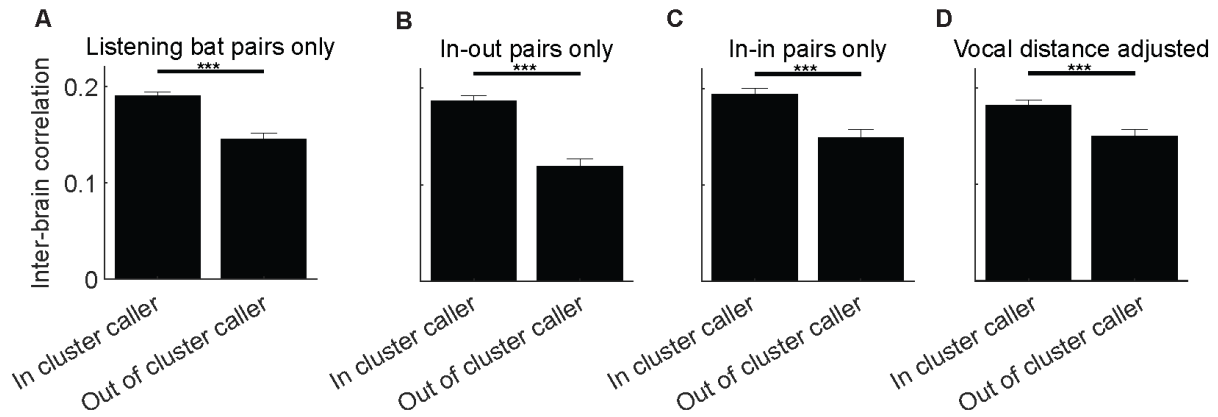 A
B
C
D
Listening bat pairs only
In-out pairs only
In-in pairs only
Vocal distance adjusted
***
***
***
***
Inter-brain correlation
0.2
0.1
0
In cluster caller
Out of cluster caller
In cluster caller
Out of cluster caller
In cluster caller
Out of cluster caller
In cluster caller
Out of cluster caller